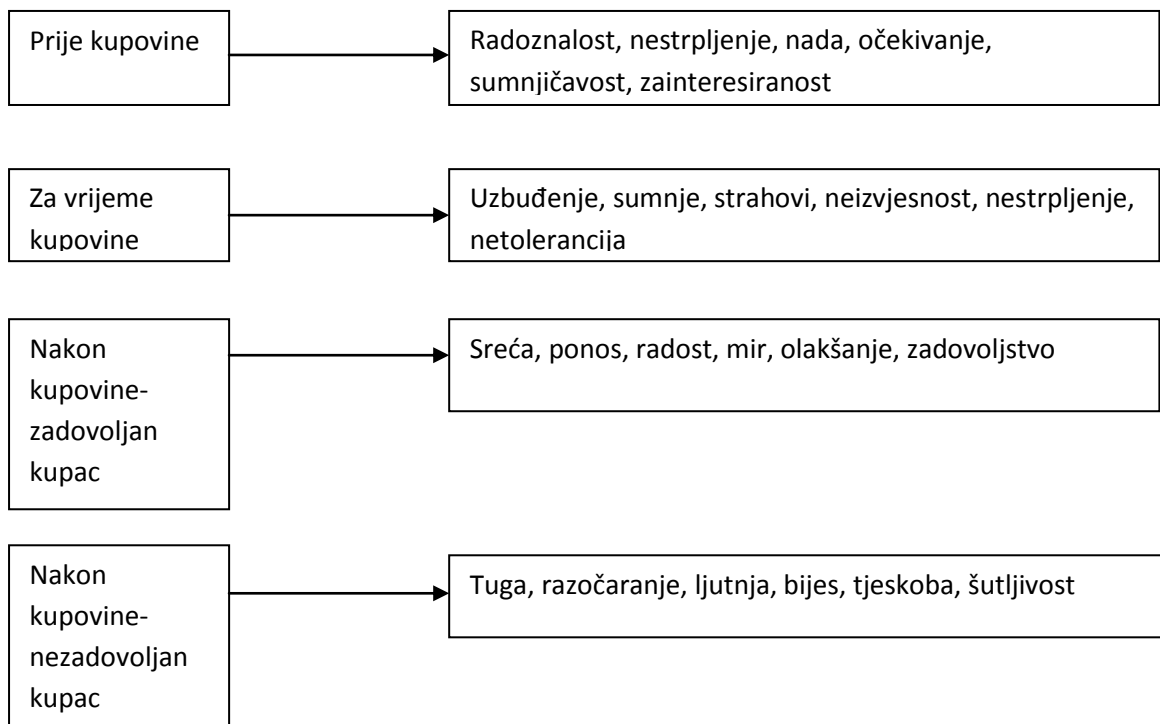 Prije kupovine
Radoznalost, nestrpljenje, nada, očekivanje,
sumnjičavost, zainteresiranost
Za vrijeme
kupovine
Uzbuđenje, sumnje, strahovi, neizvjesnost, nestrpljenje,
netolerancija
Nakon
kupovine-
zadovoljan
kupac
Sreća, ponos, radost, mir, olakšanje, zadovoljstvo
Nakon
kupovine-
nezadovoljan
kupac
Tuga, razočaranje, ljutnja, bijes, tjeskoba, šutljivost